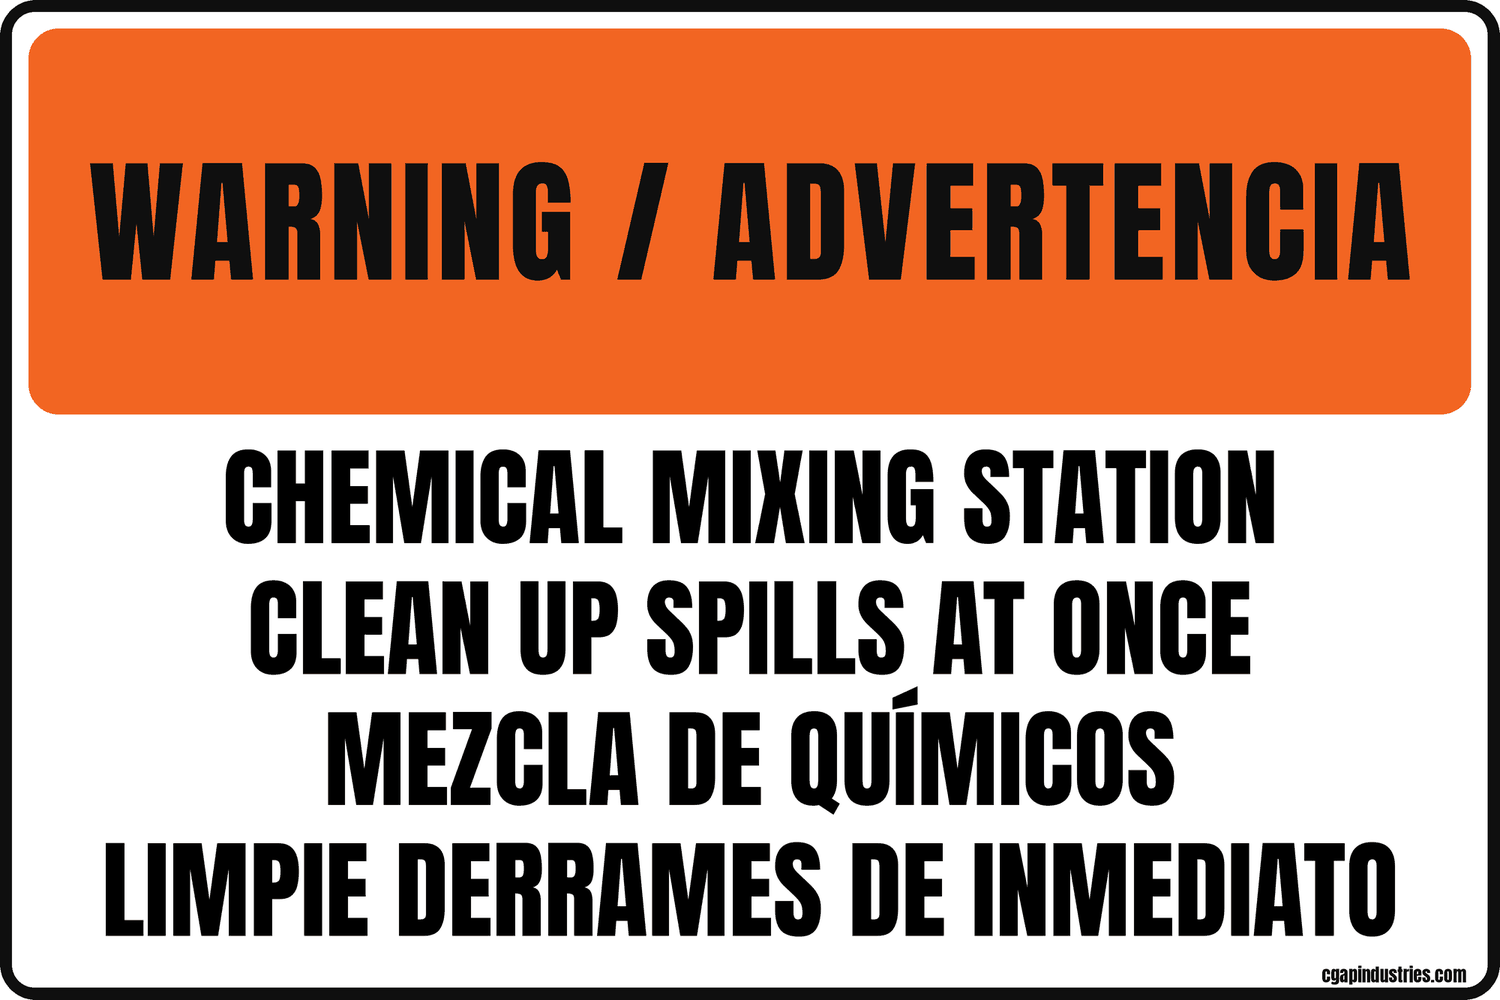 WARNING / ADVERTENCIA
CHEMICAL MIXING STATION
CLEAN UP SPILLS AT ONCE
MEZCLA DE QUÍMICOS
LIMPIE DERRAMES DE INMEDIATO
cgapindustries.com